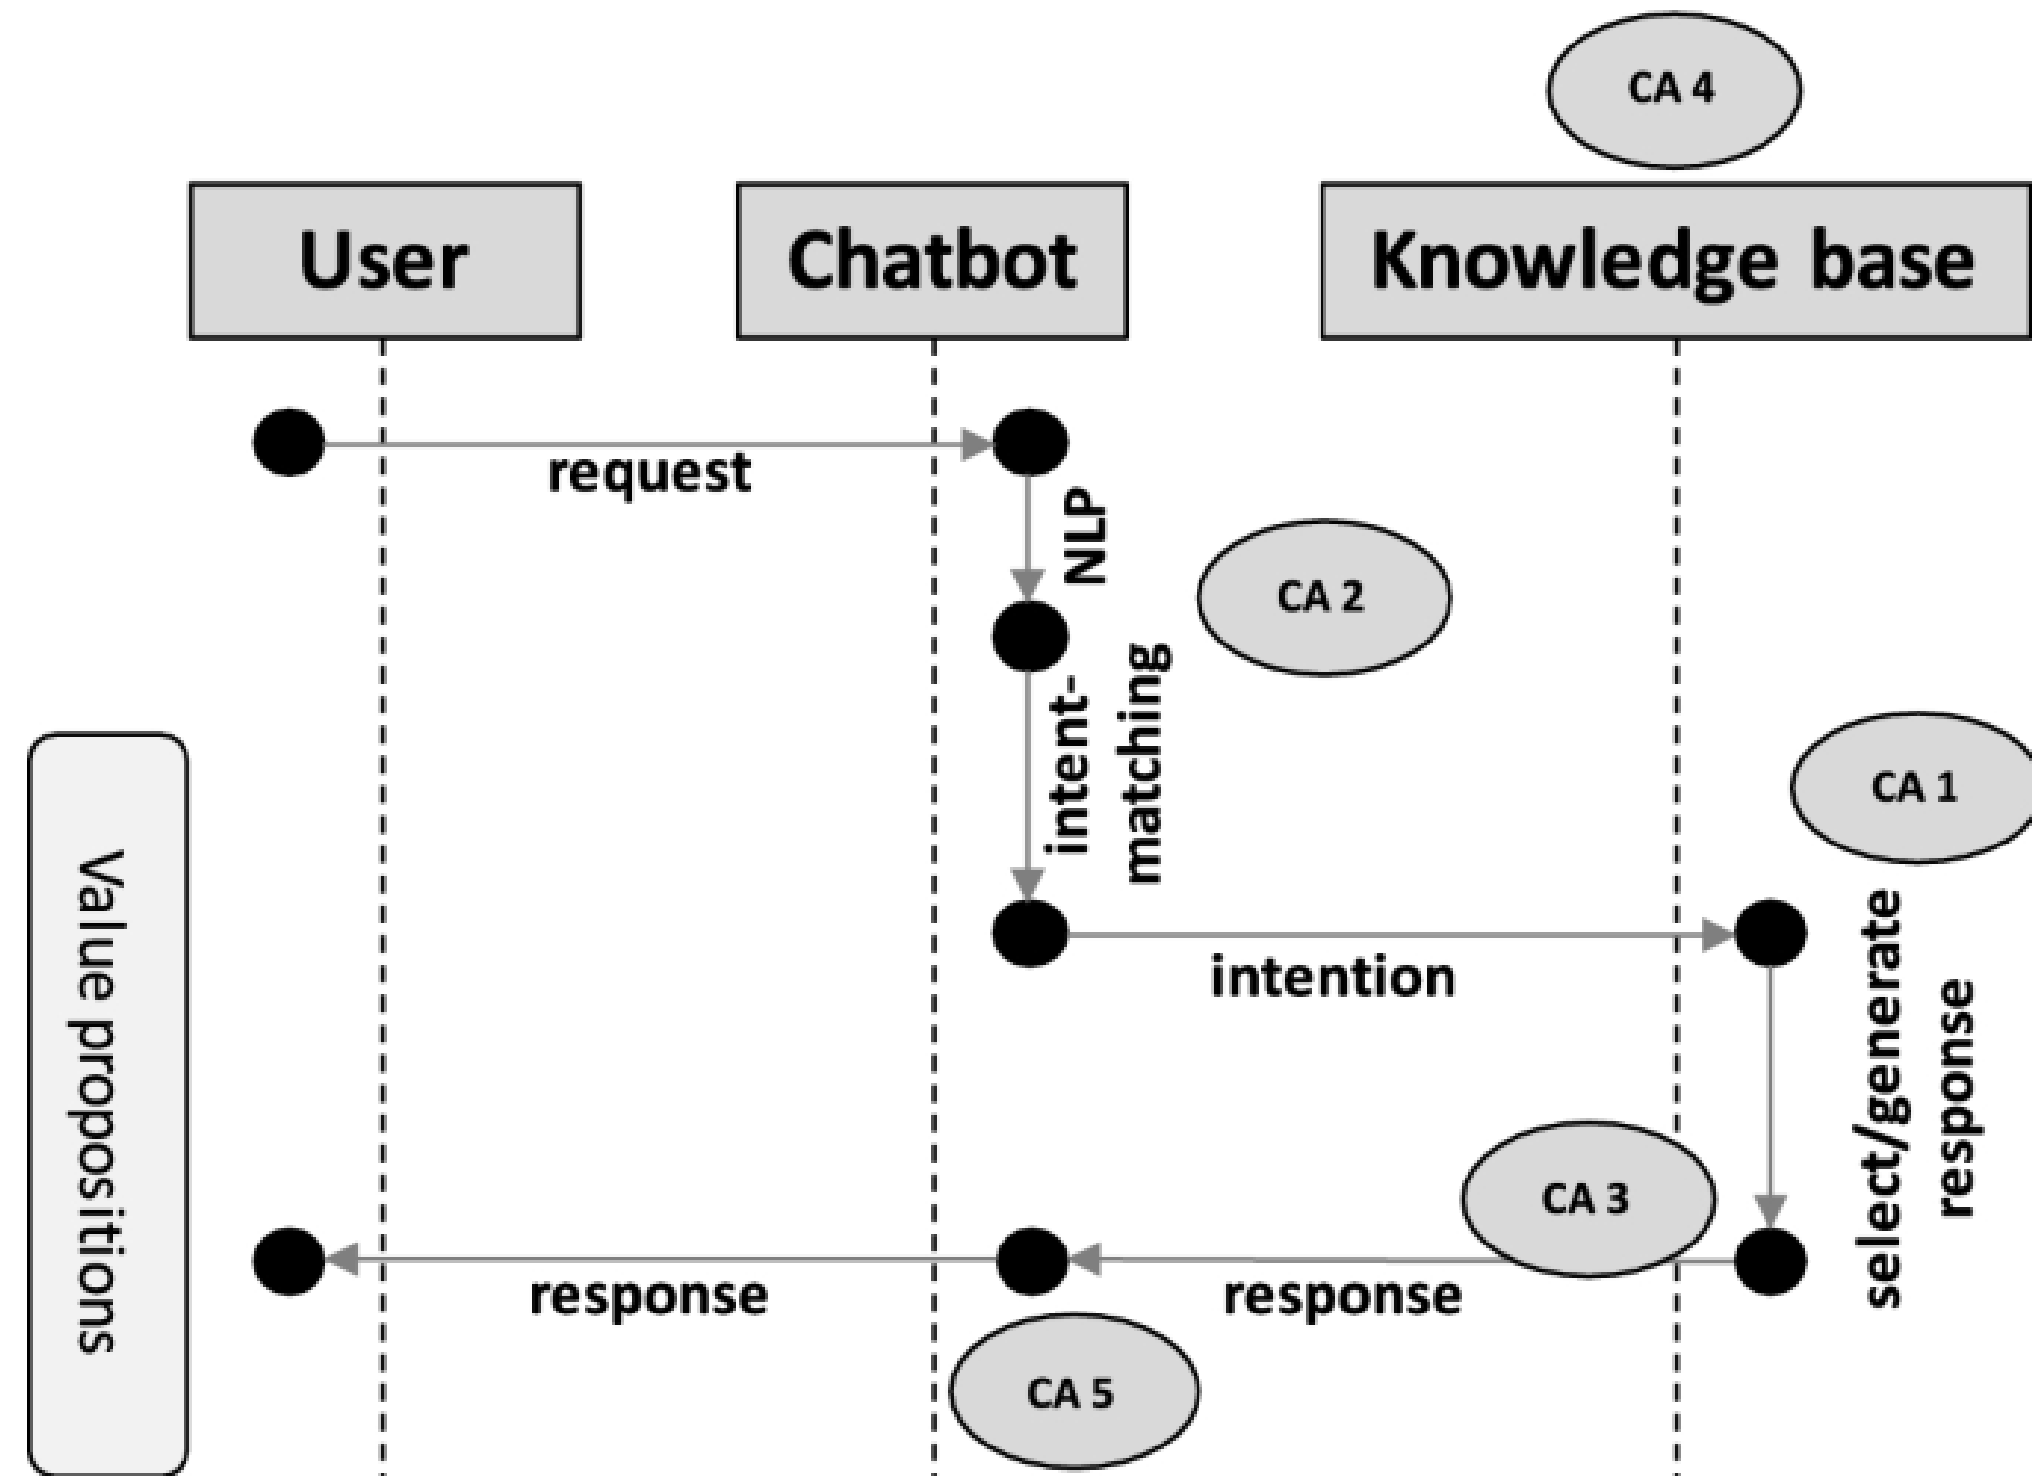 CA 4
User
Chatbot
Knowledge base
request
NLP
CA 2
intent-
matching
CA 1
Value propositions
intention
select/generate
response
CA 3
response
response
CA 5